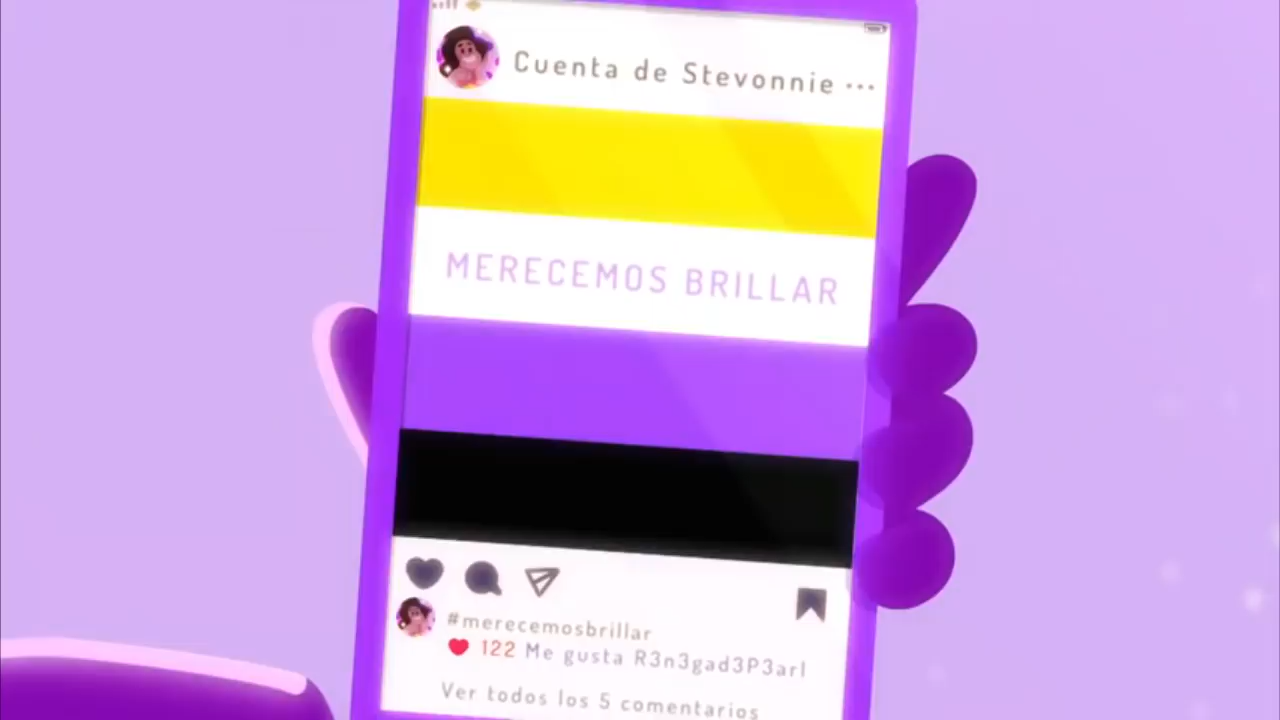 Cuenta de Stevonnie ...
MERECEMOS BRILLAR
#merecemosbrillar
122 Me gusta R3n3gad3P3arl
Ver todos los 5 comentarios